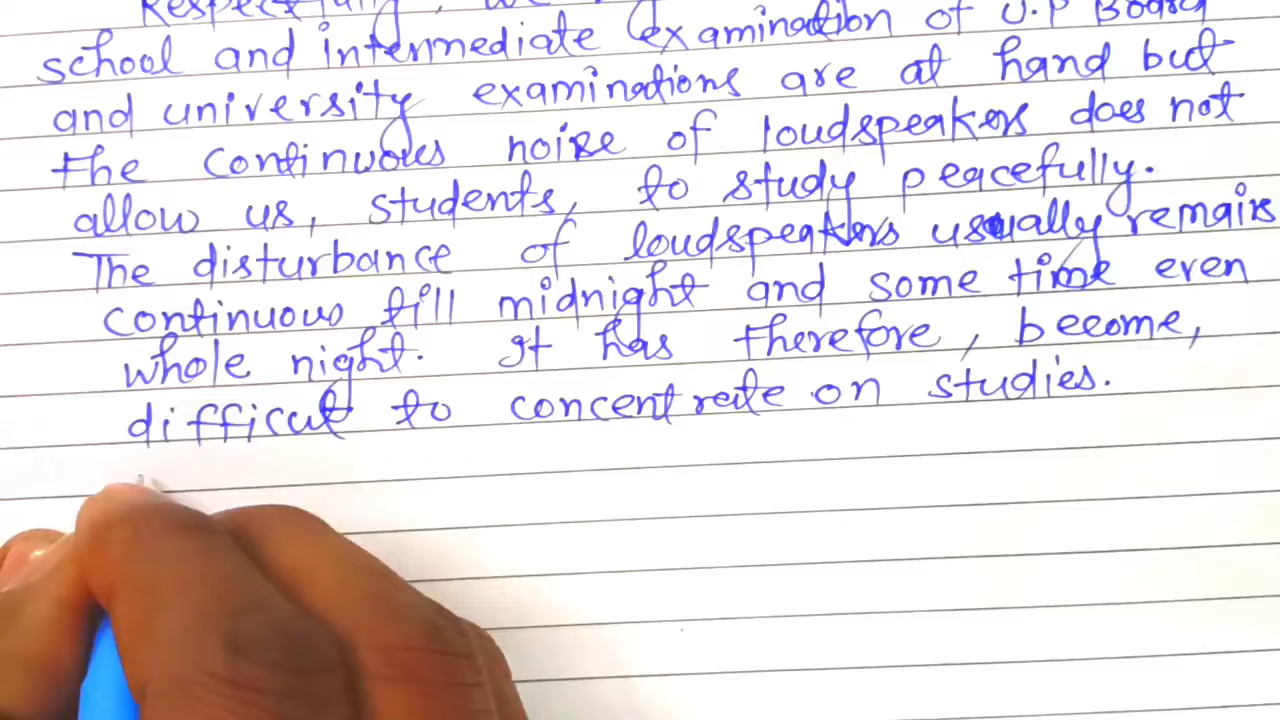 Respectfully, we
school and intermediate examination of U.P Board
and university examinations are at hand but
the continuous noise of loudspeakers does not
allow us, students, to study peacefully.
The disturbance of loudspeakers usually remains
continuous till midnight and some time even
whole night. It has therefore, become,
difficult to concentrate on studies.